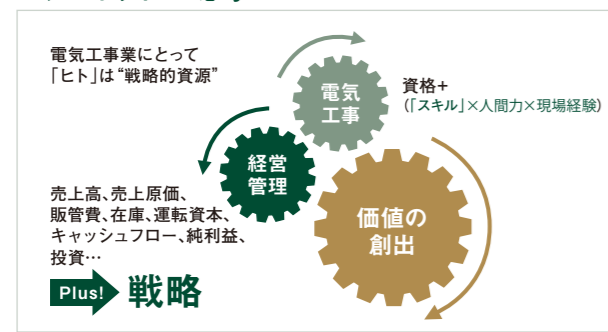 電気工事業にとって
「ヒト」は“戦略的資源”
電気
工事
資格+
(「スキル」×人間力×現場経験)
経営
管理
価値の
創出
売上高、売上原価、
販管費、在庫、運転資本、
キャッシュフロー、純利益、
投資…
Plus! 戦略